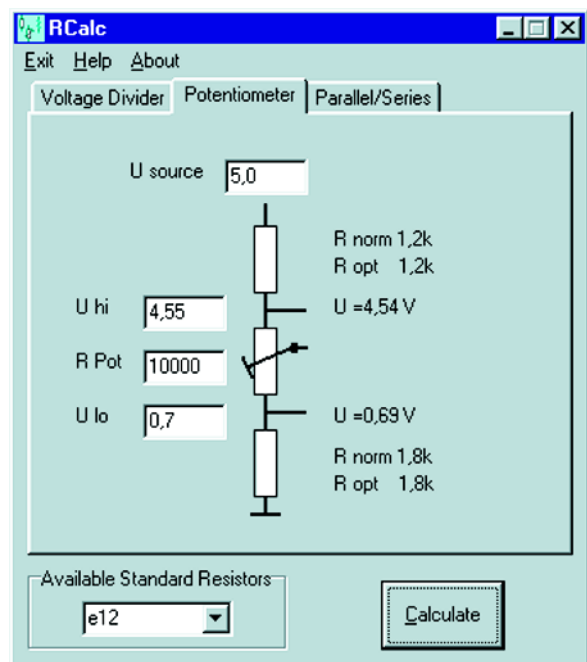 RCalc
Exit Help About
Voltage Divider Potentiometer Parallel/Series
U source 5,0
R norm 1,2k
R opt 1,2k
U hi 4,55 U =4,54 V
R Pot 10000
U lo 0,7 U =0,69 V
R norm 1,8k
R opt 1,8k
Available Standard Resistors
e12
Calculate